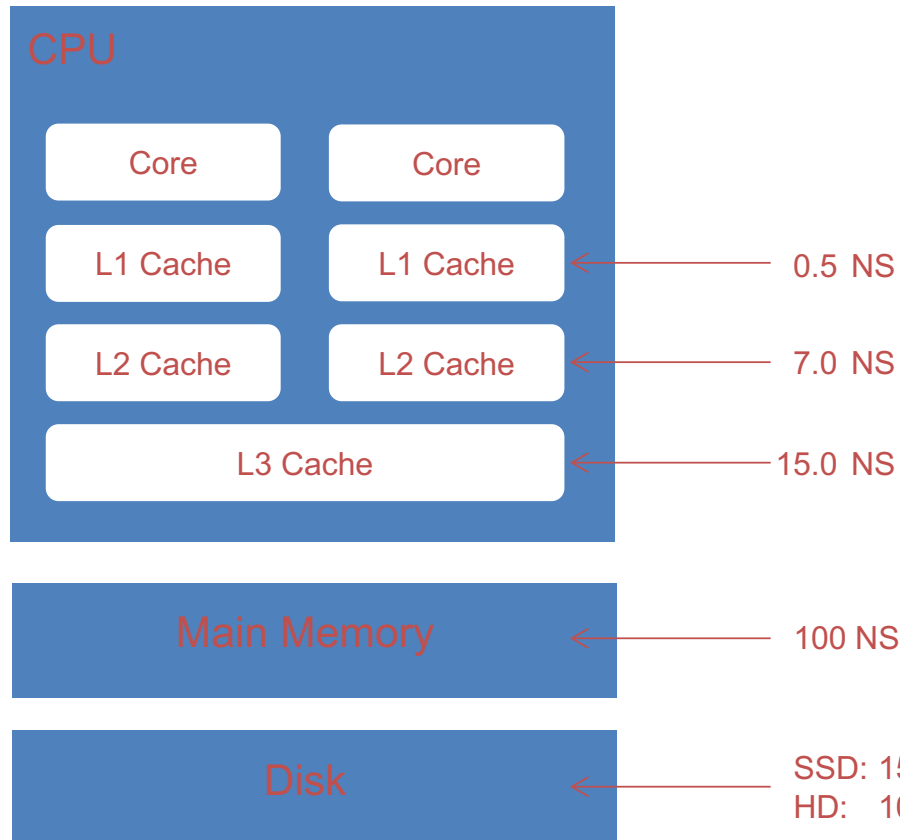 CPU
Core Core
L1 Cache L1 Cache 0.5 NS
L2 Cache L2 Cache 7.0 NS
L3 Cache 15.0 NS
Main Memory 100 NS
Disk
SSD:
HD: